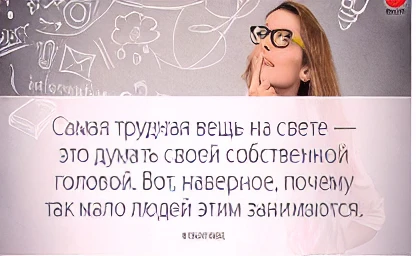 Самая трудная вещь на свете —
это думать своей собственной
головой. Вот, наверное, почему
так мало людей этим занимаются.